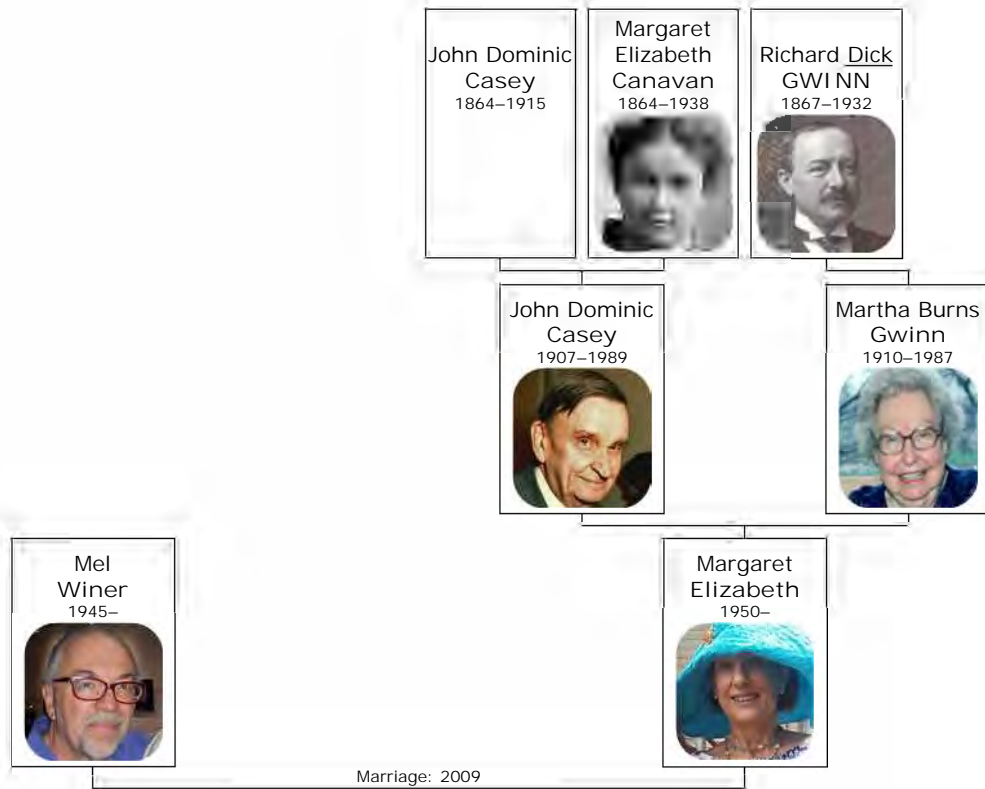 John Dominic
Casey
1864–1915
Margaret
Elizabeth
Canavan
1864–1938
Richard Dick
GWINN
1867–1932
John Dominic
Casey
1907–1989
Martha Burns
Gwinn
1910–1987
Mel
Winer
1945–
Margaret
Elizabeth
1950–
Marriage: 2009